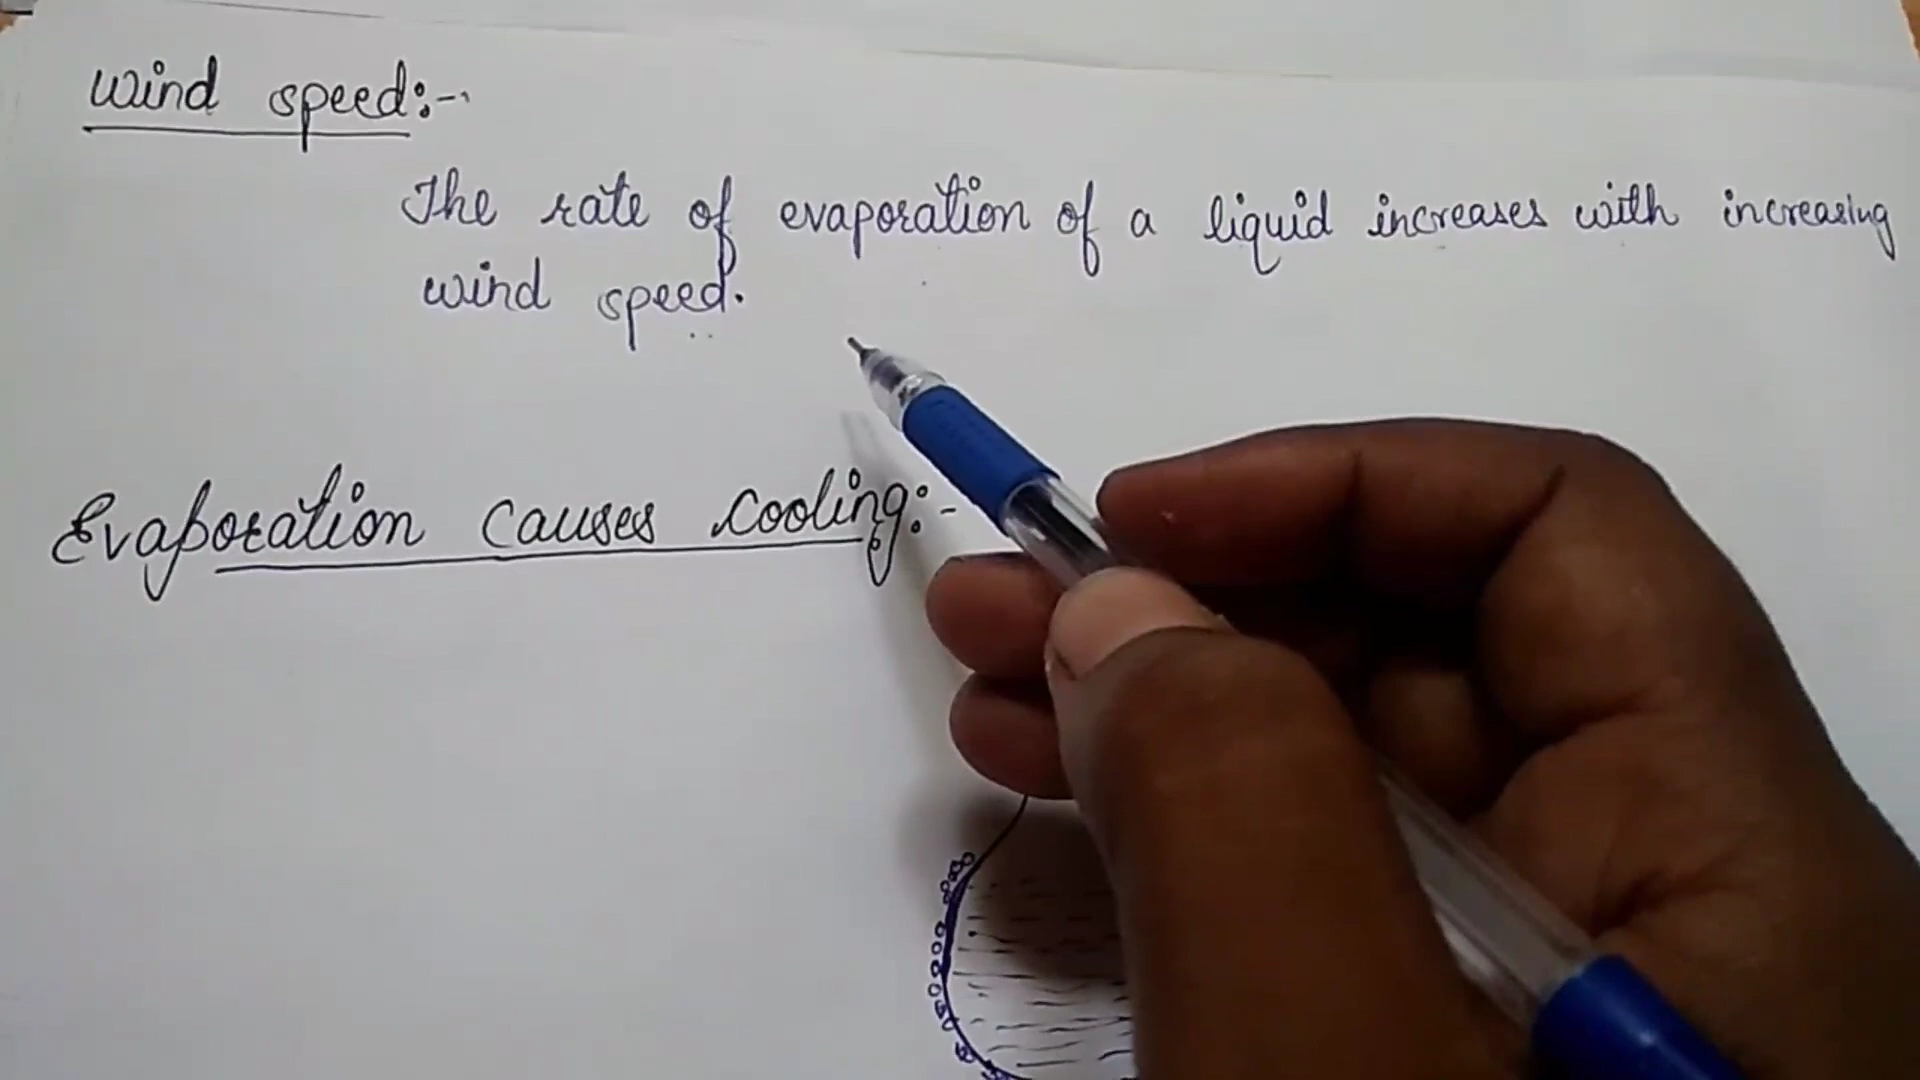 Wind speed:-
The rate of evaporation of a liquid increases with increasing
wind speed.
Evaporation causes cooling:-